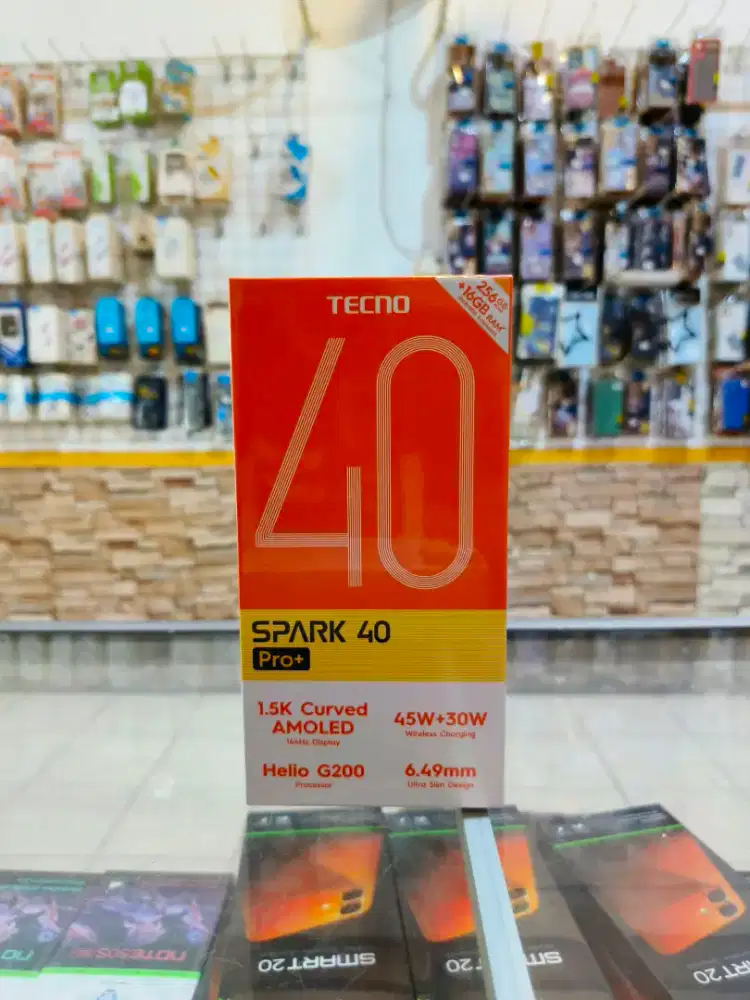 TECNO
256GB
+16GB RAM*
40
SPARK 40
Pro+
1.5K Curved
AMOLED
144Hz Display
45W+30W
Wireless Charging
Helio G200
Processor
6.49mm
Ultra Slim Design
SMART 20
SMART 20